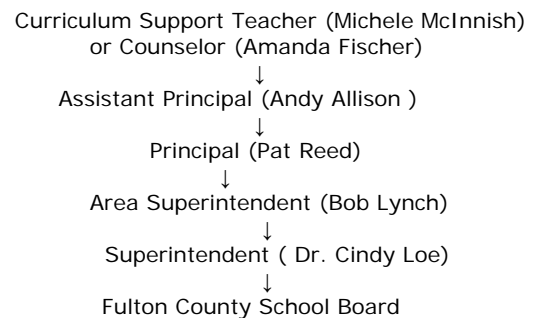 Curriculum Support Teacher (Michele McInnish)
or Counselor (Amanda Fischer)
↓
Assistant Principal (Andy Allison )
↓
Principal (Pat Reed)
↓
Area Superintendent (Bob Lynch)
↓
Superintendent ( Dr. Cindy Loe)
↓
Fulton County School Board